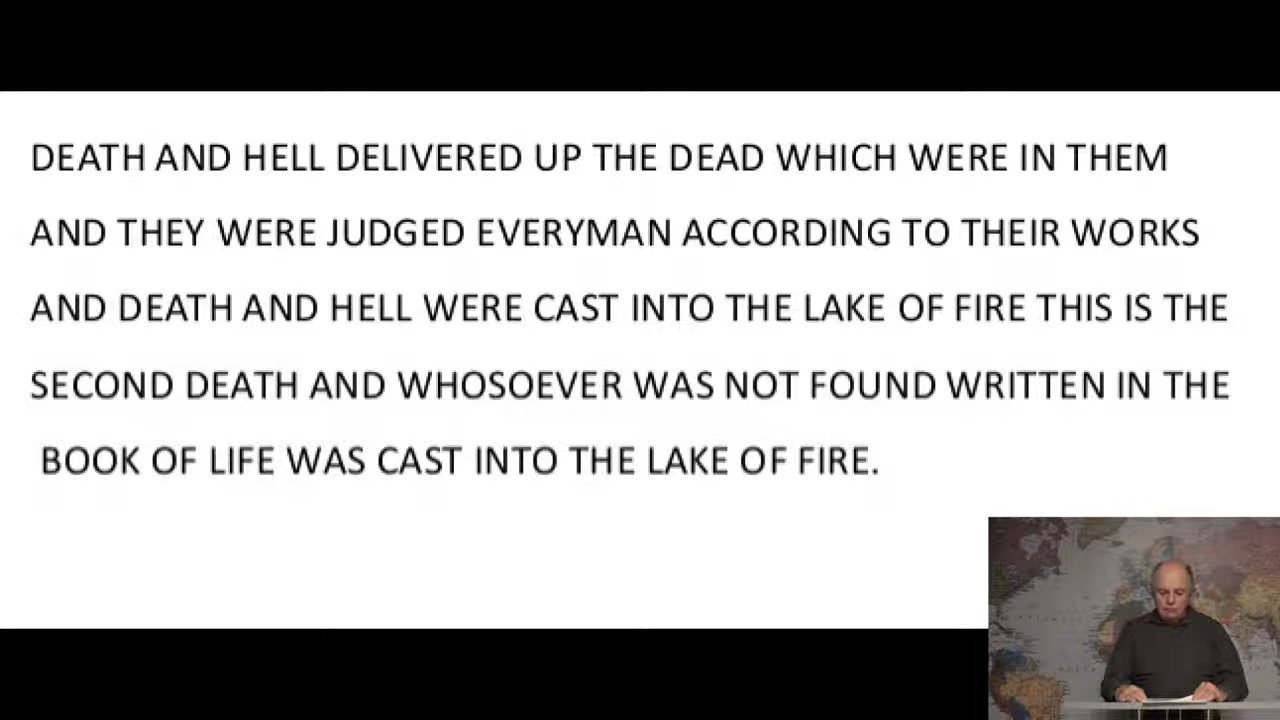 DEATH AND HELL DELIVERED UP THE DEAD WHICH WERE IN THEM
AND THEY WERE JUDGED EVERYMAN ACCORDING TO THEIR WORKS
AND DEATH AND HELL WERE CAST INTO THE LAKE OF FIRE THIS IS THE
SECOND DEATH AND WHOSOEVER WAS NOT FOUND WRITTEN IN THE
BOOK OF LIFE WAS CAST INTO THE LAKE OF FIRE.